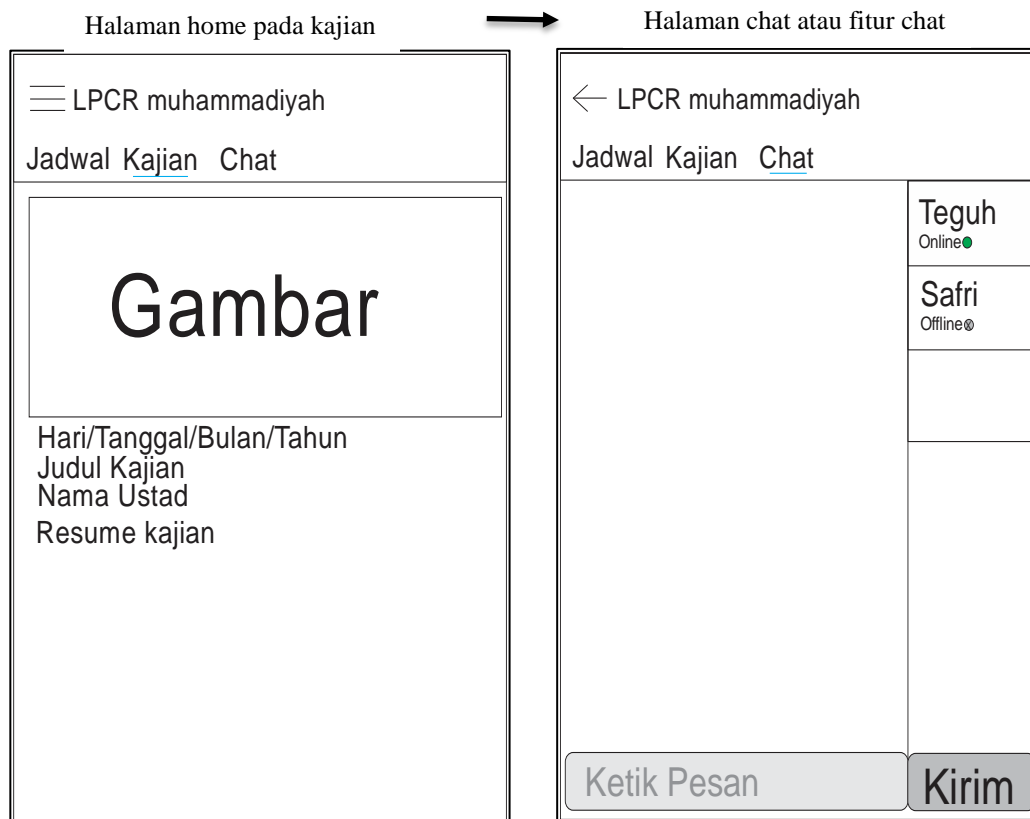 Halaman home pada kajian
LPCR muhammadiyah
Jadwal Kajian Chat
Gambar
Hari/Tanggal/Bulan/Tahun
Judul Kajian
Nama Ustad
Resume kajian
Halaman chat atau fitur chat
LPCR muhammadiyah
Jadwal Kajian Chat
Teguh
Online
Safri
Offline
Ketik Pesan
Kirim